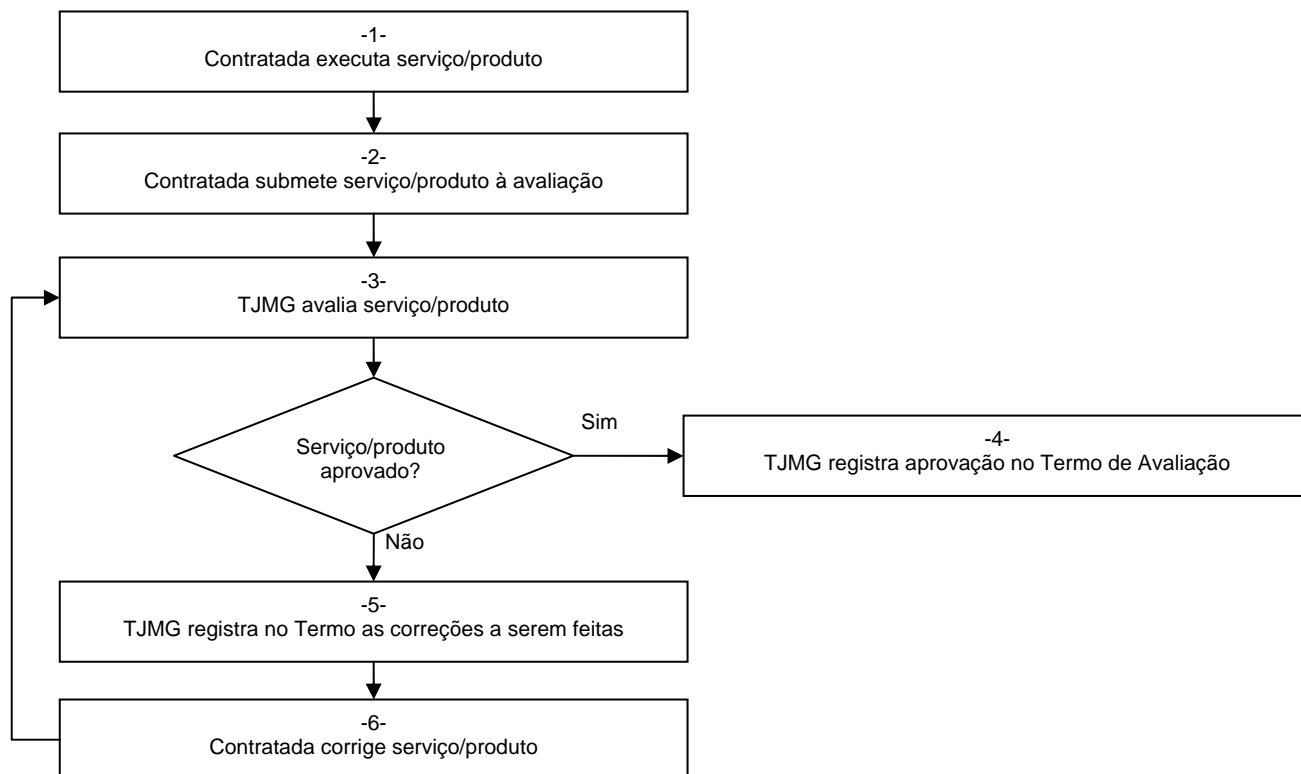 -1-
Contratada executa serviço/produto
-2-
Contratada submete serviço/produto à avaliação
-3-
TJMG avalia serviço/produto
Serviço/produto
aprovado?
Sim
-4-
TJMG registra aprovação no Termo de Avaliação
Não
-5-
TJMG registra no Termo as correções a serem feitas
-6-
Contratada corrige serviço/produto